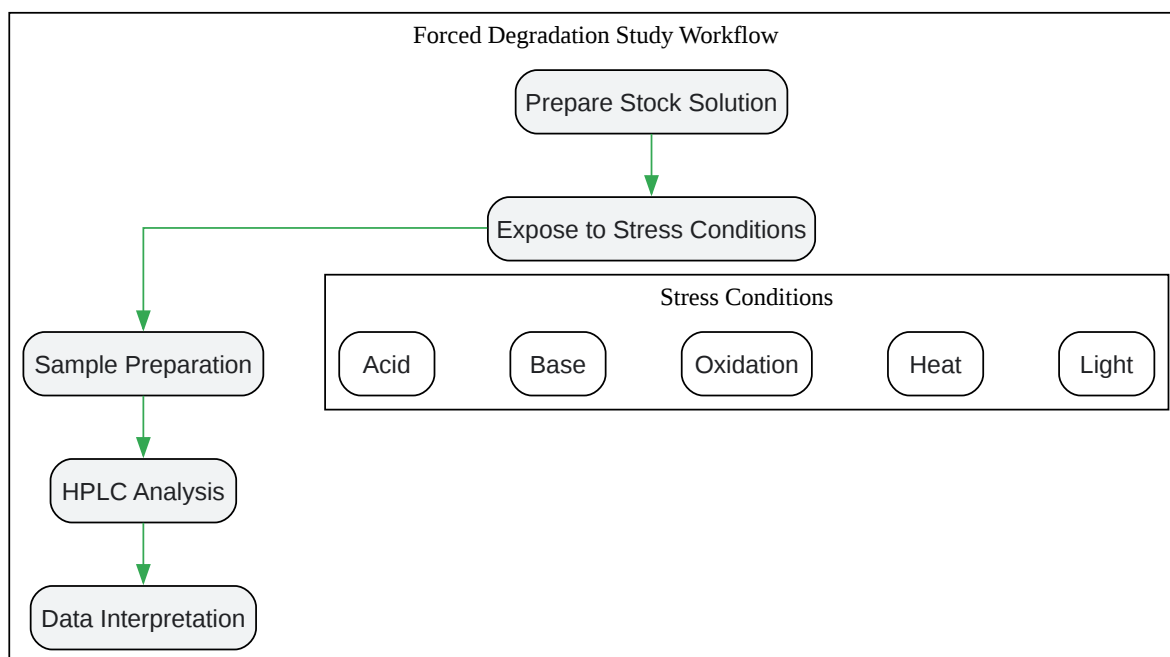 Forced Degradation Study Workflow
Prepare Stock Solution
Expose to Stress Conditions
Stress Conditions
Sample Preparation
Acid
Base
Oxidation
Heat
Light
HPLC Analysis
Data Interpretation